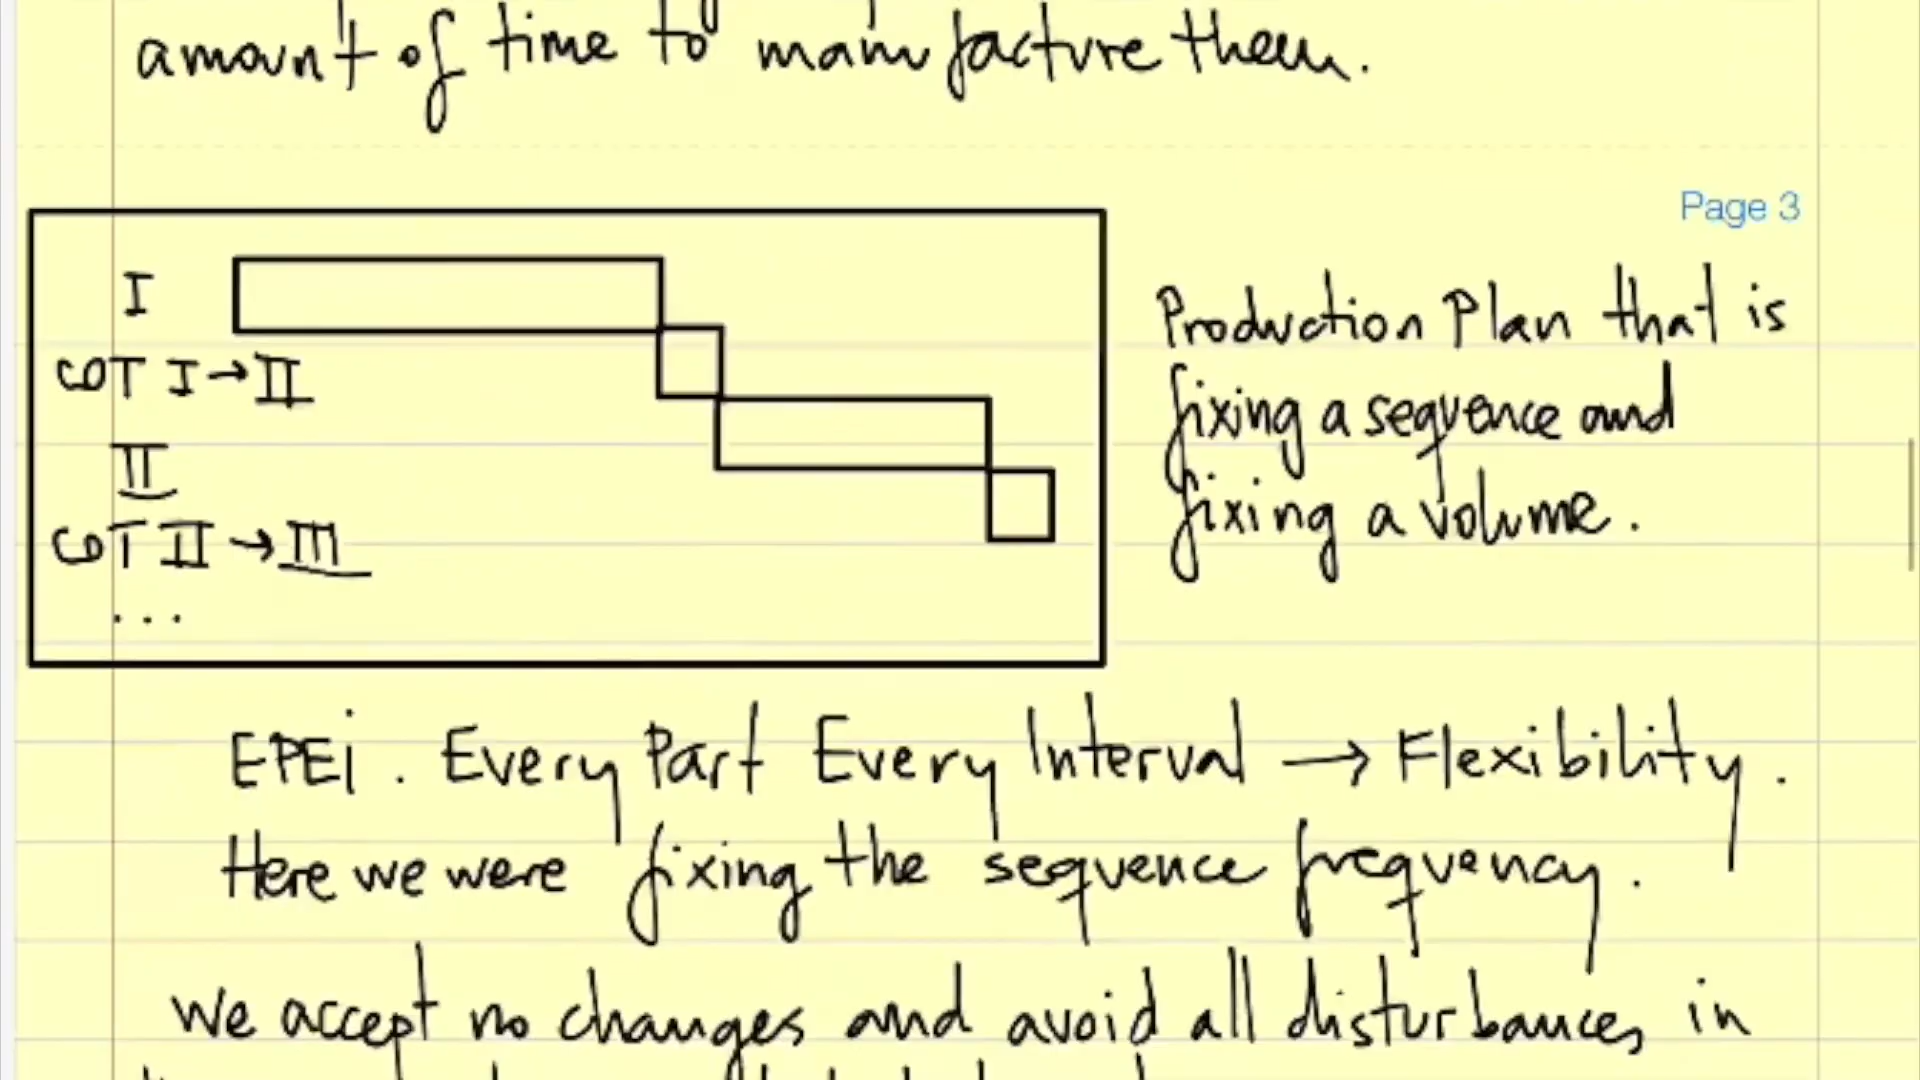 amount of time to manufacture them.
Page 3
I
COT I→II
II
COT II→III
...
Production Plan that is
fixing a sequence and
fixing a volume.
EPEi. Every Part Every Interval → Flexibility.
Here we were fixing the sequence frequency.
We accept no changes and avoid all disturbances in